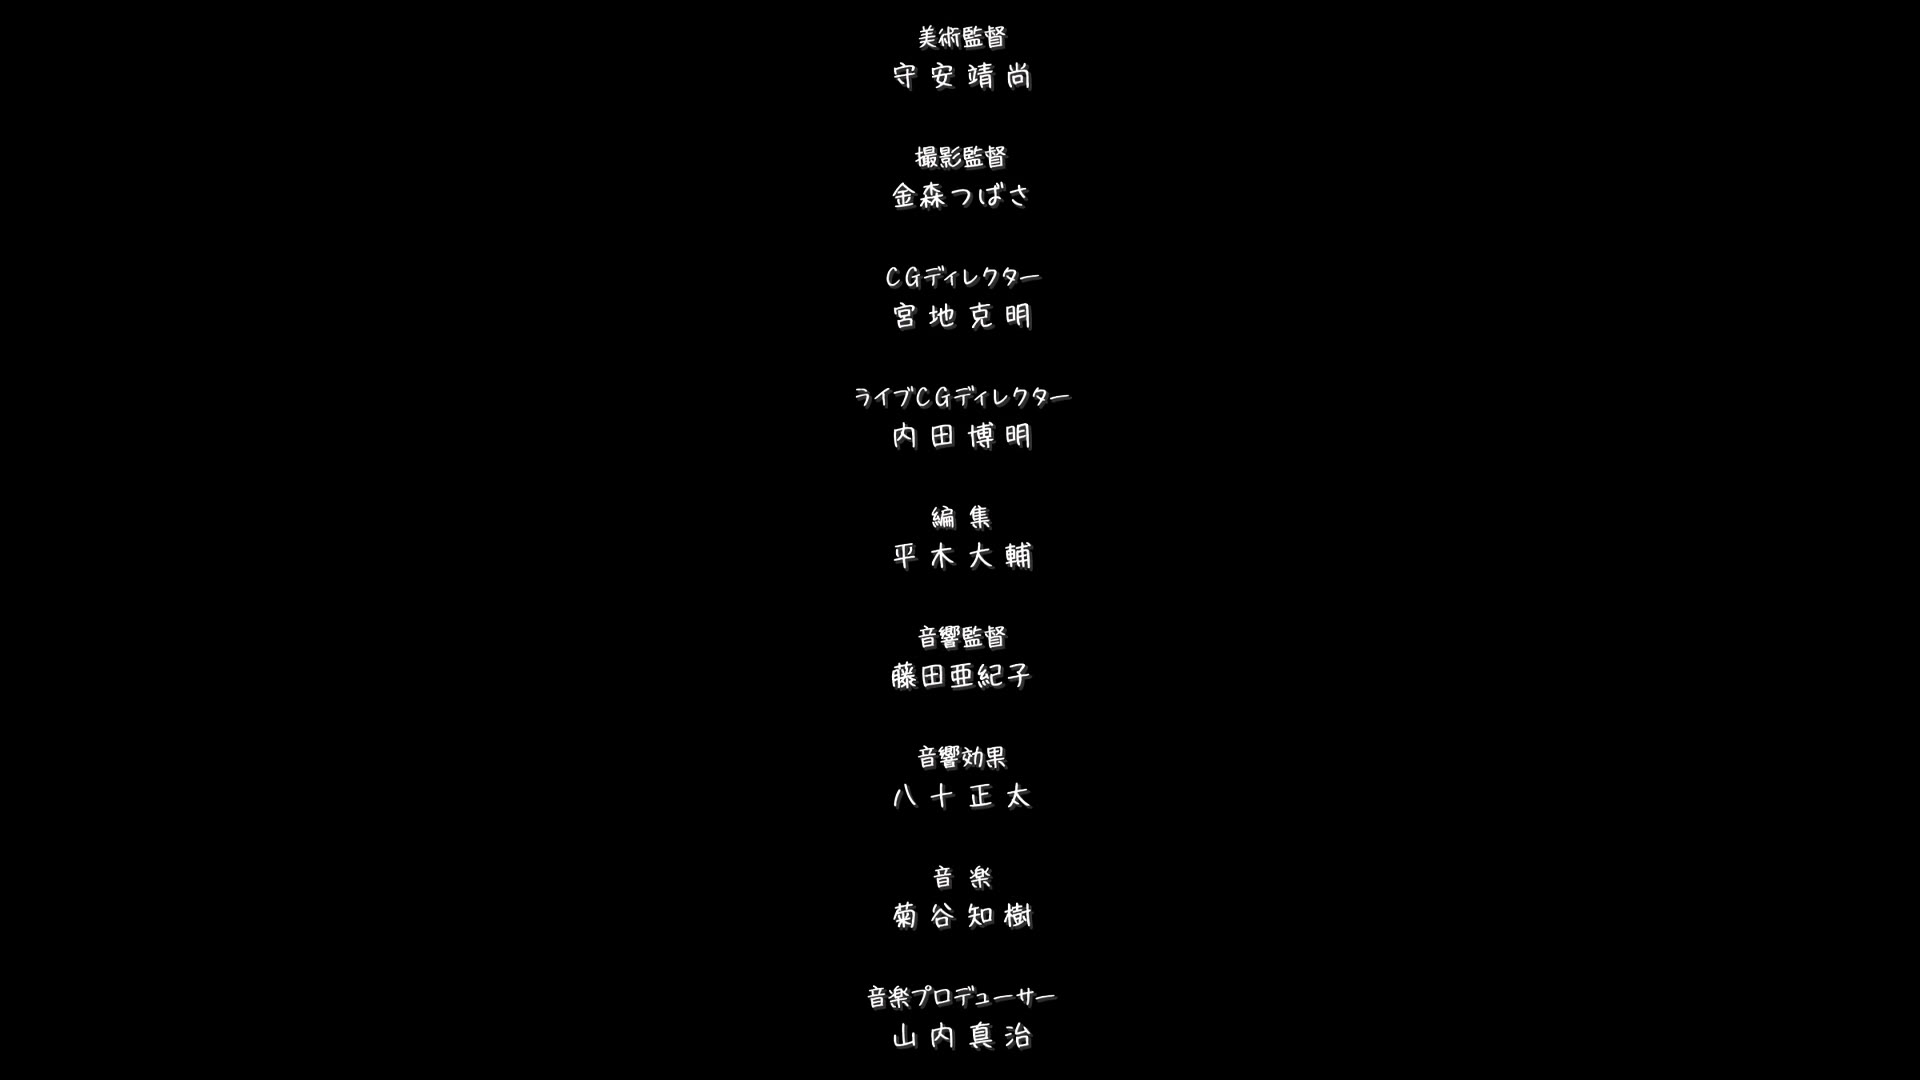 美術監督
守安靖尚
撮影監督
金森つばさ
CGディレクター
宮地克明
ライブCGディレクター
内田博明
編集
平木大輔
音響監督
藤田亜紀子
音響効果
八十正太
音楽
菊谷知樹
音楽プロデューサー
山内真治